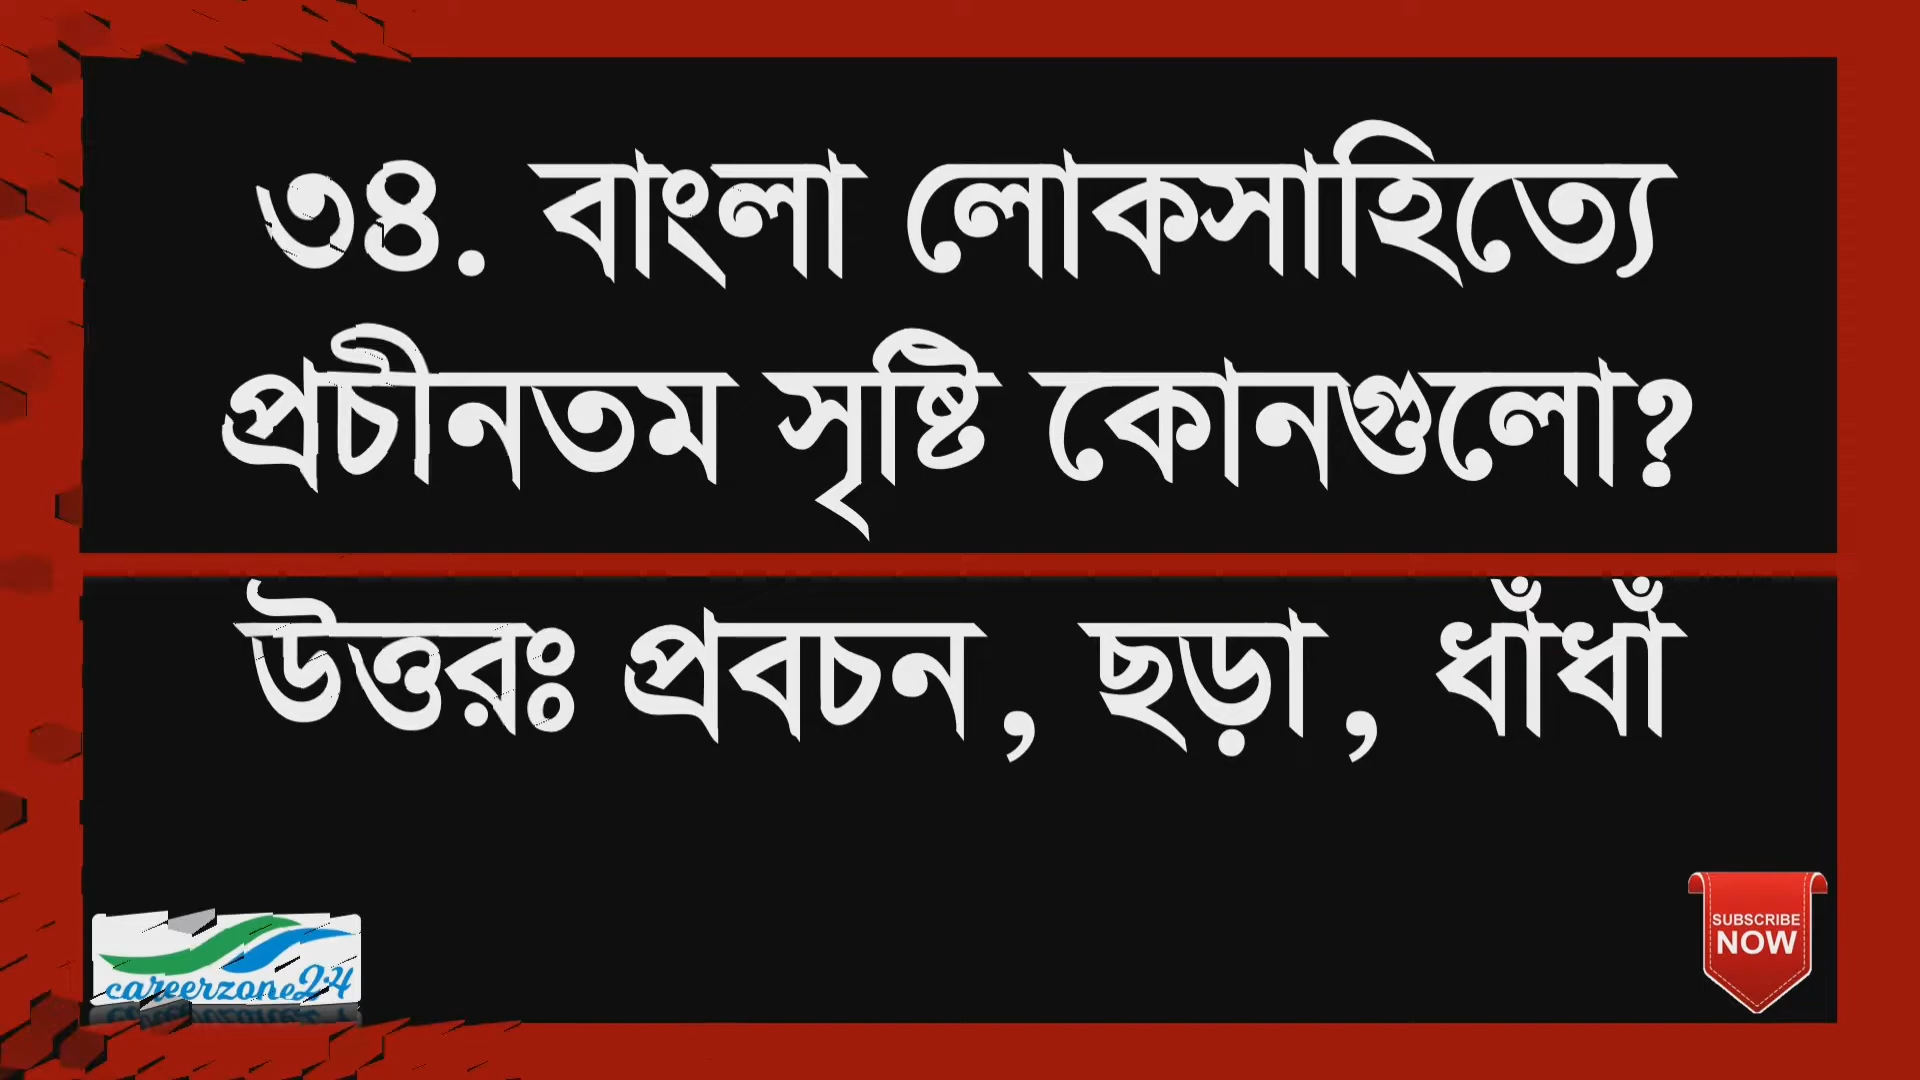 ৩৪. বাংলা লোকসাহিত্যে
প্রচীনতম সৃষ্টি কোনগুলো?
উত্তরঃ প্রবচন, ছড়া, ধাঁধাঁ
careerzone24
SUBSCRIBE
NOW